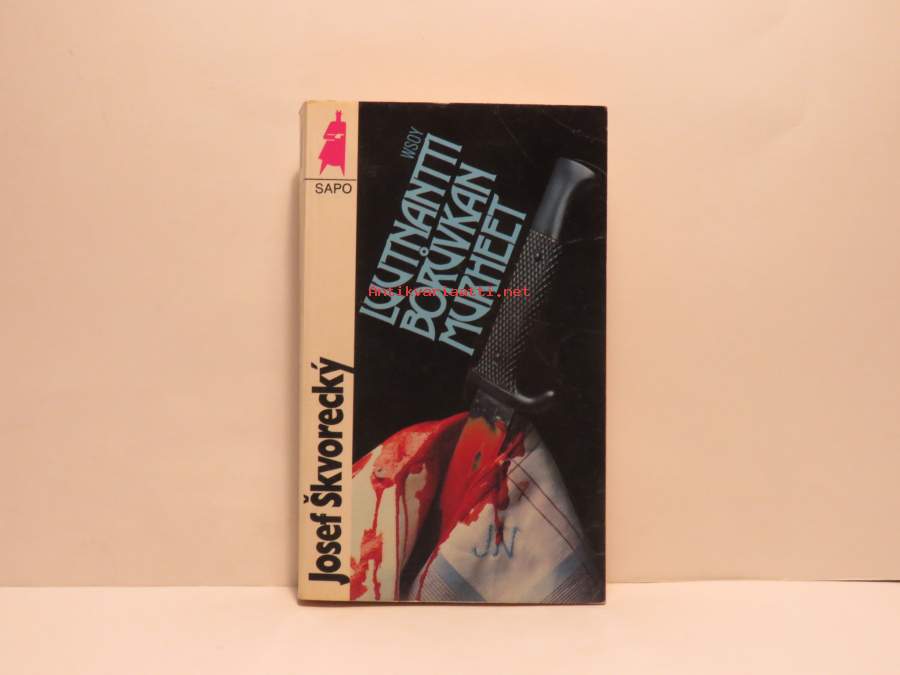 SAPO
Josef Škvorecký
WSOY
LUUTNANTTI
BORŮVKAN
MURHEET
Antikvariaatti.net
JN